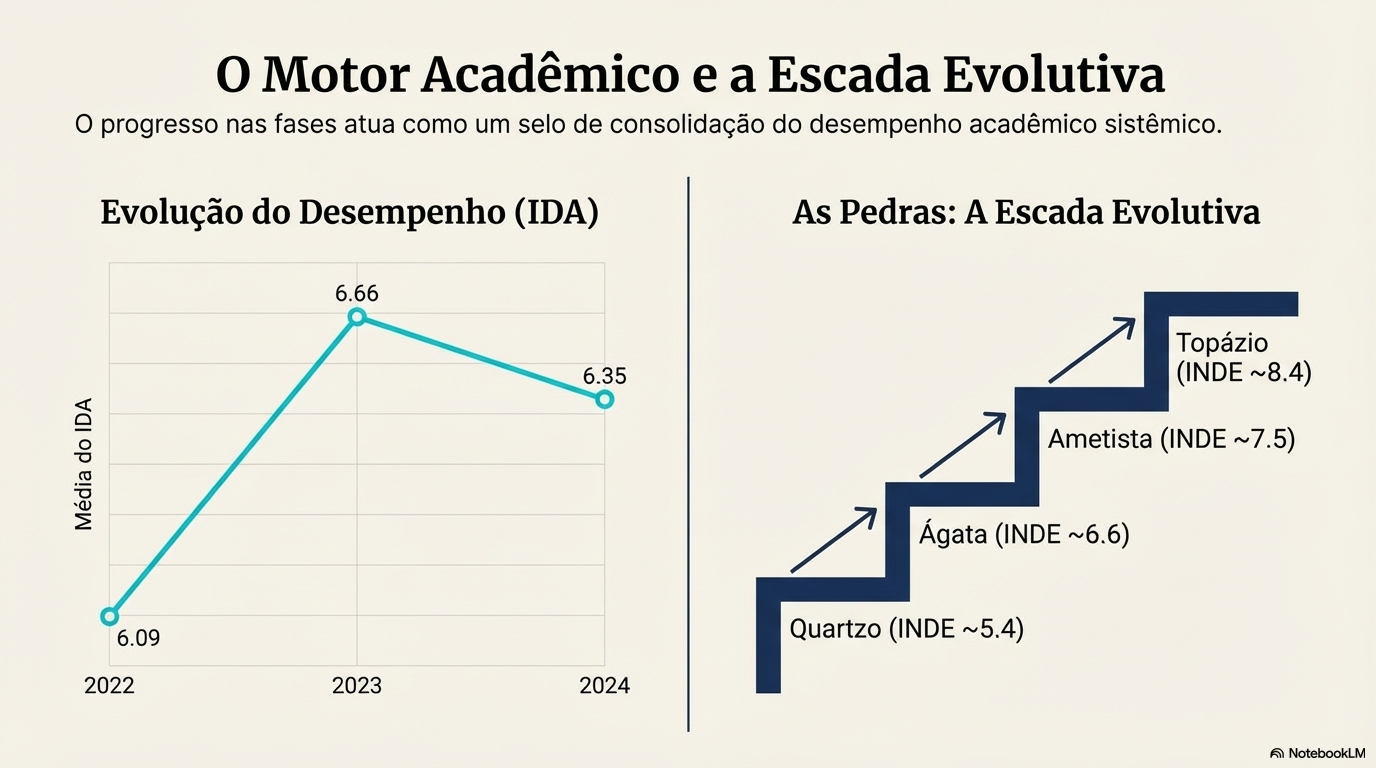 O Motor Acadêmico e a Escada Evolutiva
O progresso nas fases atua como um selo de consolidação do desempenho acadêmico sistêmico.
Evolução do Desempenho (IDA)
Média do IDA
6.66
6.35
6.09
2022
2023
2024
As Pedras: A Escada Evolutiva
Topázio
(INDE ~8.4)
Ametista (INDE ~7.5)
Ágata (INDE ~6.6)
Quartzo (INDE ~5.4)
NotebookLM